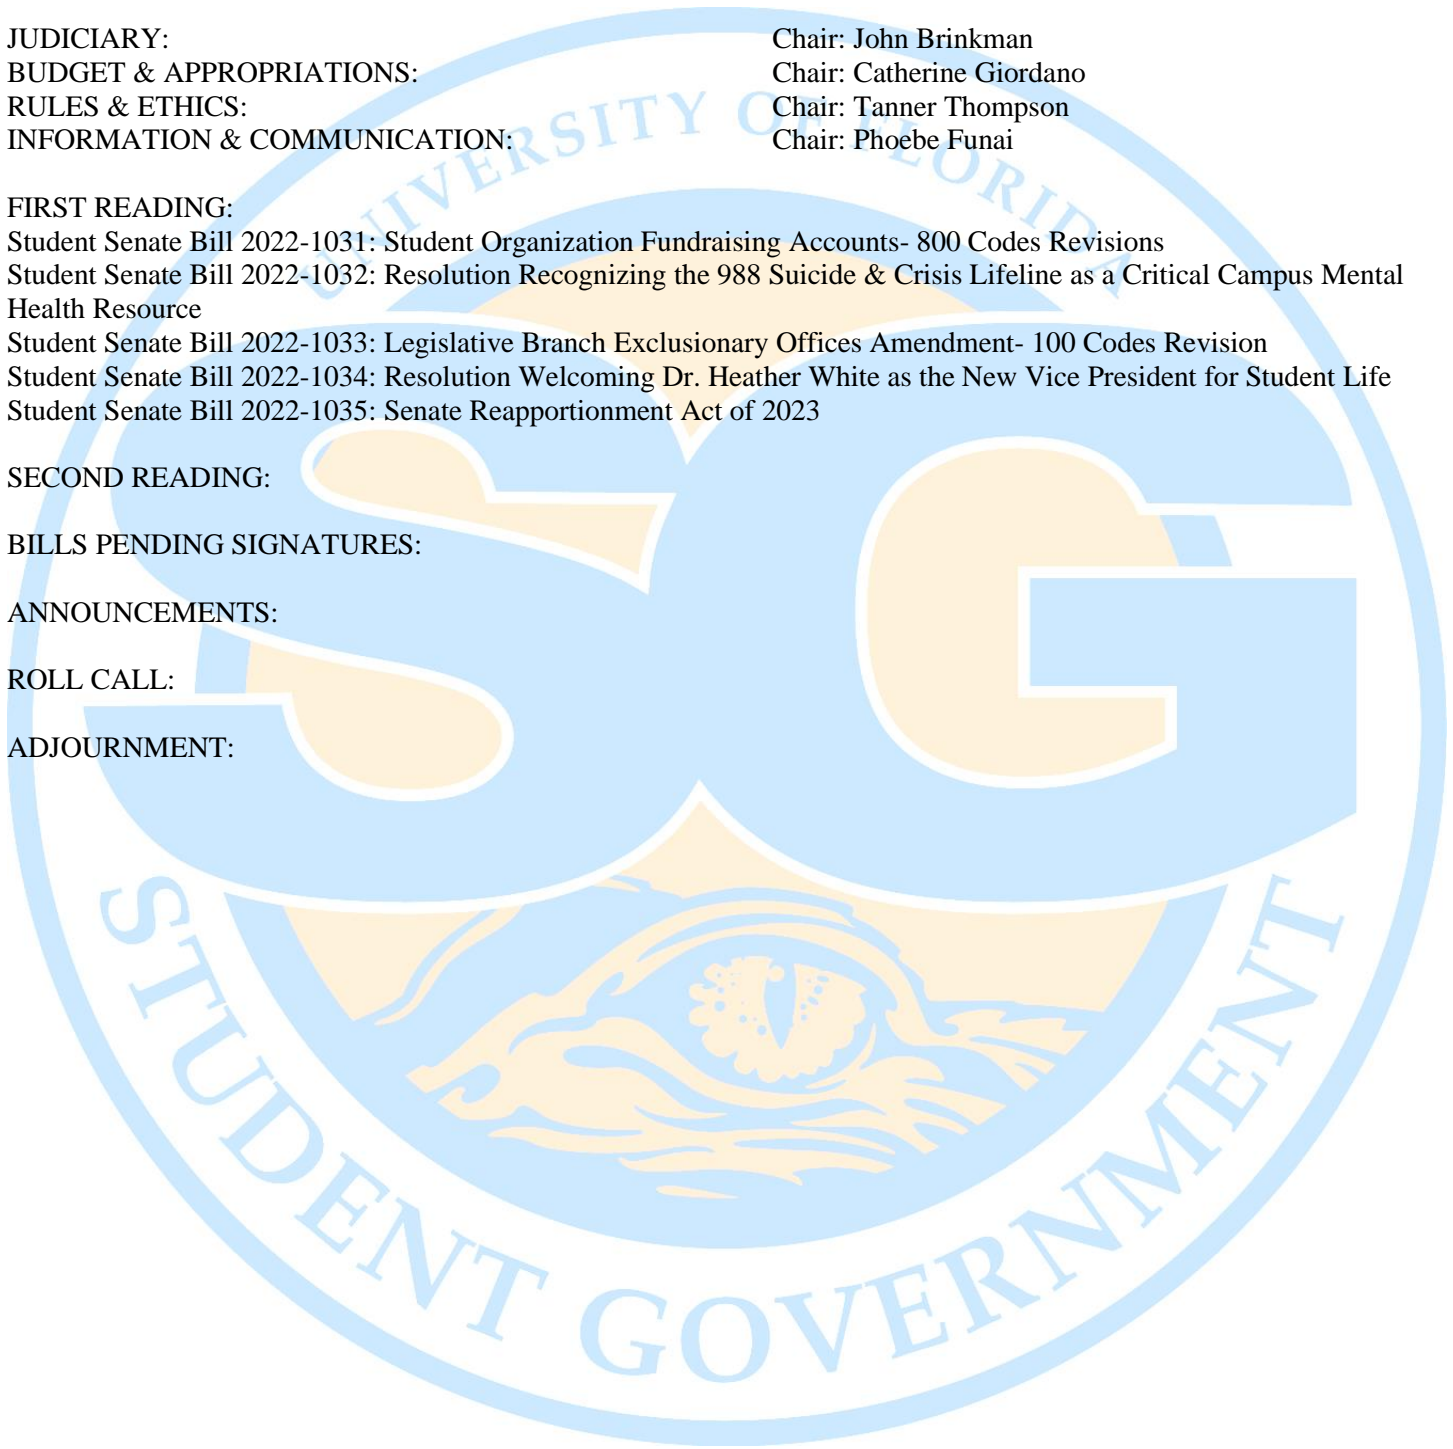 JUDICIARY: Chair: John Brinkman
BUDGET & APPROPRIATIONS: Chair: Catherine Giordano
RULES & ETHICS: Chair: Tanner Thompson
INFORMATION & COMMUNICATION: Chair: Phoebe Funai
FIRST READING:
Student Senate Bill 2022-1031: Student Organization Fundraising Accounts- 800 Codes Revisions
Student Senate Bill 2022-1032: Resolution Recognizing the 988 Suicide & Crisis Lifeline as a Critical Campus Mental
Health Resource
Student Senate Bill 2022-1033: Legislative Branch Exclusionary Offices Amendment- 100 Codes Revision
Student Senate Bill 2022-1034: Resolution Welcoming Dr. Heather White as the New Vice President for Student Life
Student Senate Bill 2022-1035: Senate Reapportionment Act of 2023
SECOND READING:
BILLS PENDING SIGNATURES:
ANNOUNCEMENTS:
ROLL CALL:
ADJOURNMENT:
UNIVERSITY OF FLORIDA
SG
STUDENT GOVERNMENT